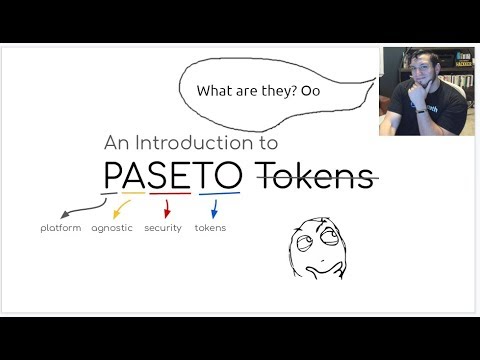 What are they? Oo
An Introduction to
PASETO Tokens
platform agnostic security tokens